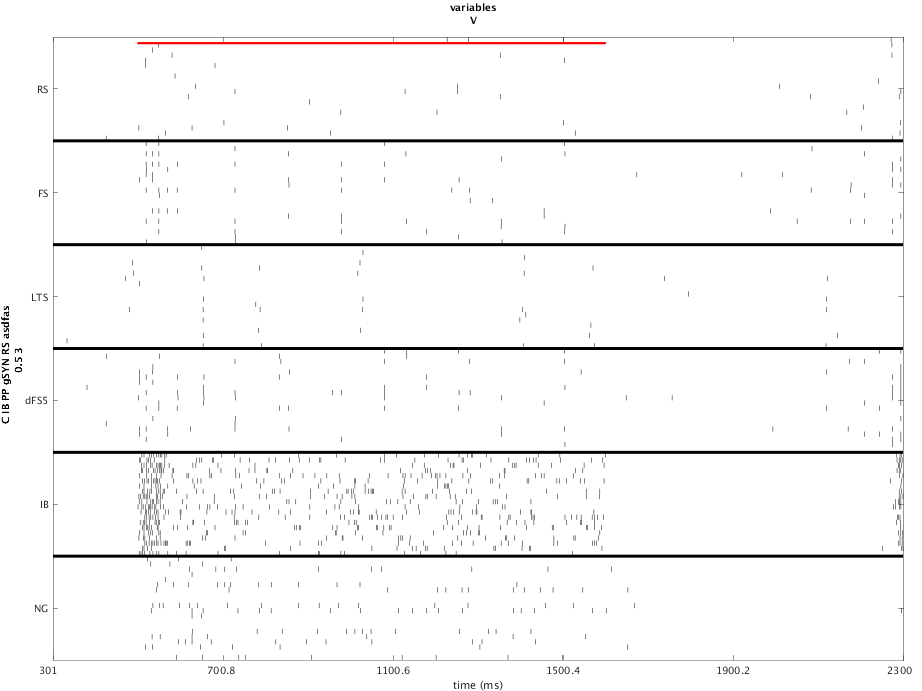 variables
V
RS
FS
LTS
dFS5
IB
NG
C IB PP gSYN RS asdfas
0.5 3
301
700.8
1100.6
1500.4
1900.2
2300
time (ms)